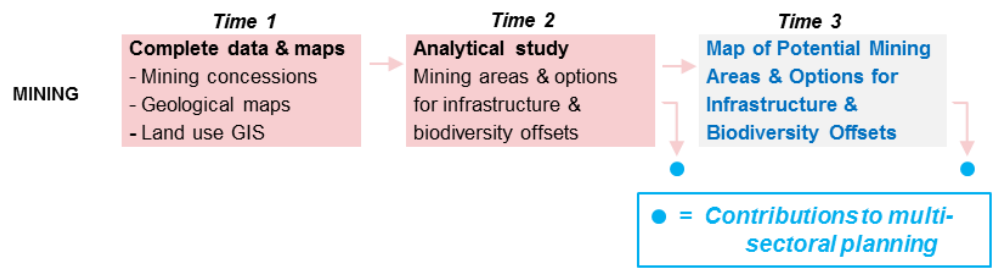 Time 1
Time 2
Time 3
MINING
Complete data & maps
- Mining concessions
- Geological maps
- Land use GIS
Analytical study
Mining areas & options
for infrastructure &
biodiversity offsets
Map of Potential Mining
Areas & Options for
Infrastructure &
Biodiversity Offsets
= Contributions to multi-
sectoral planning